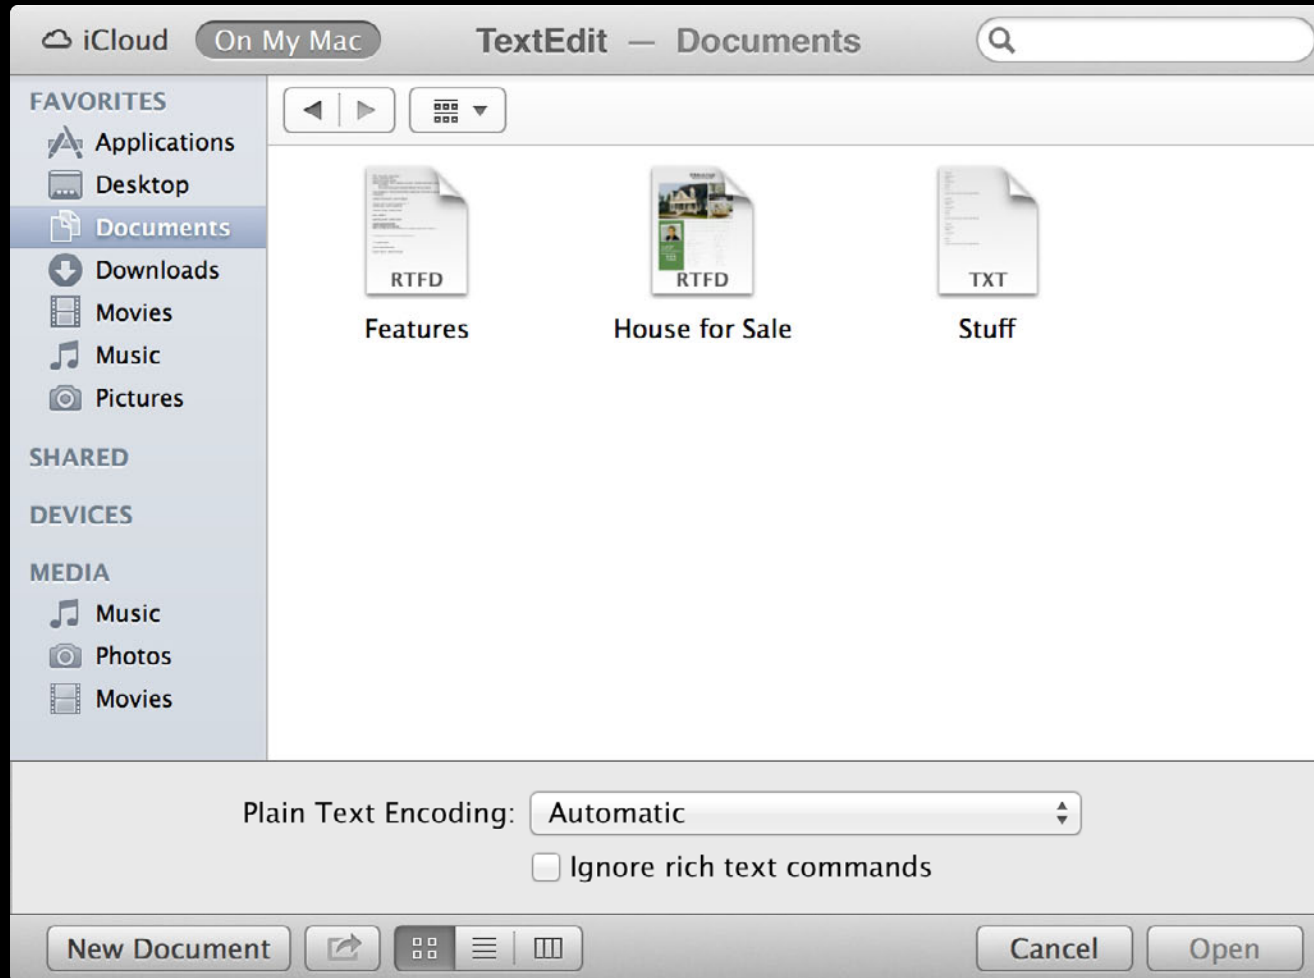 iCloud On My Mac TextEdit — Documents
FAVORITES
Applications
Desktop
Documents
Downloads
Movies
Music
Pictures
SHARED
DEVICES
MEDIA
Music
Photos
Movies
RTFD RTFD TXT
Features House for Sale Stuff
Plain Text Encoding: Automatic
Ignore rich text commands
New Document Cancel Open